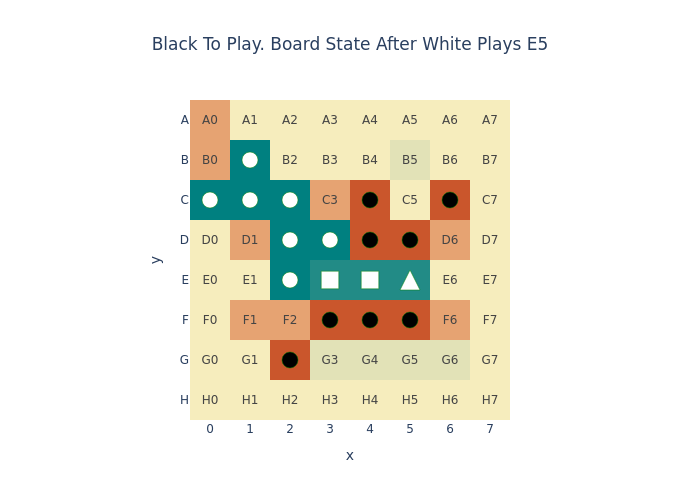 Black To Play. Board State After White Plays E5
A A0 A1 A2 A3 A4 A5 A6 A7
B B0 B2 B3 B4 B5 B6 B7
C C3 C5 C7
D D0 D1 D6 D7
y
E E0 E1 E6 E7
F F0 F1 F2 F6 F7
G G0 G1 G3 G4 G5 G6 G7
H H0 H1 H2 H3 H4 H5 H6 H7
0 1 2 3 4 5 6 7
x